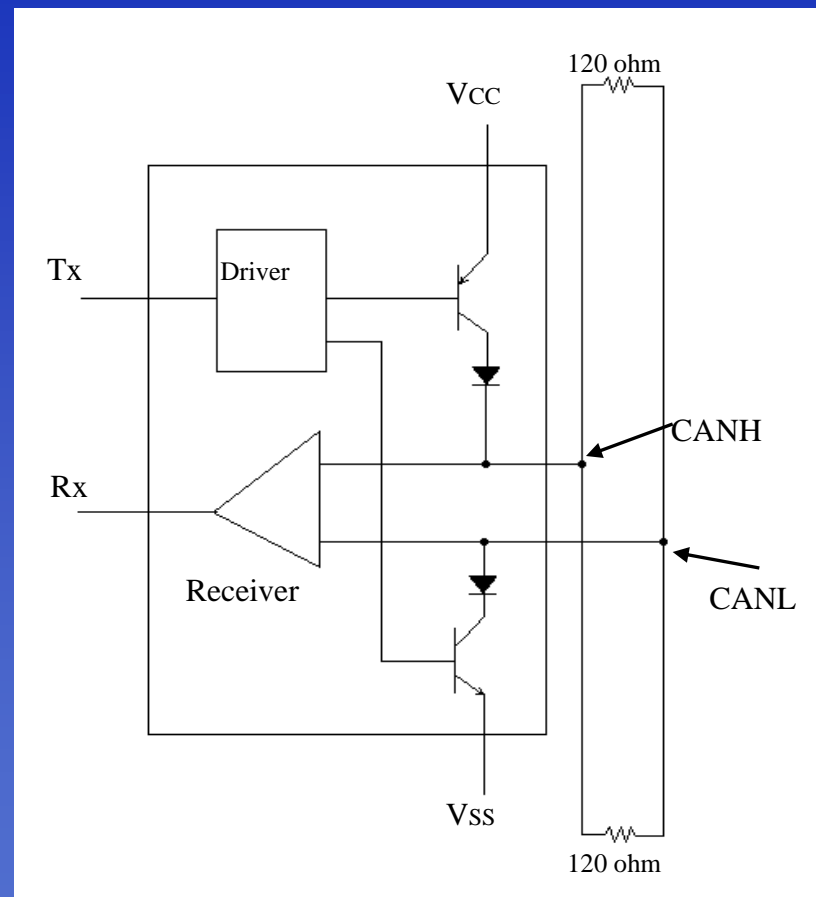 120 ohm
VCC
Tx
Driver
CANH
Rx
Receiver
CANL
VSS
120 ohm